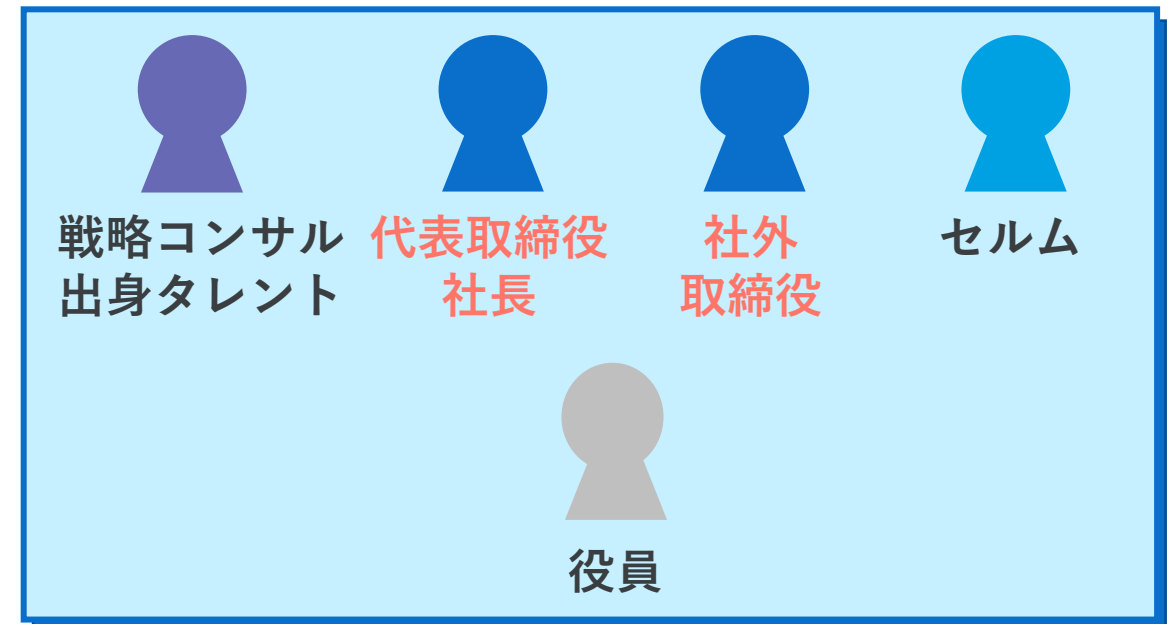 戦略コンサル
出身タレント
代表取締役
社長
社外
取締役
セルム
役員